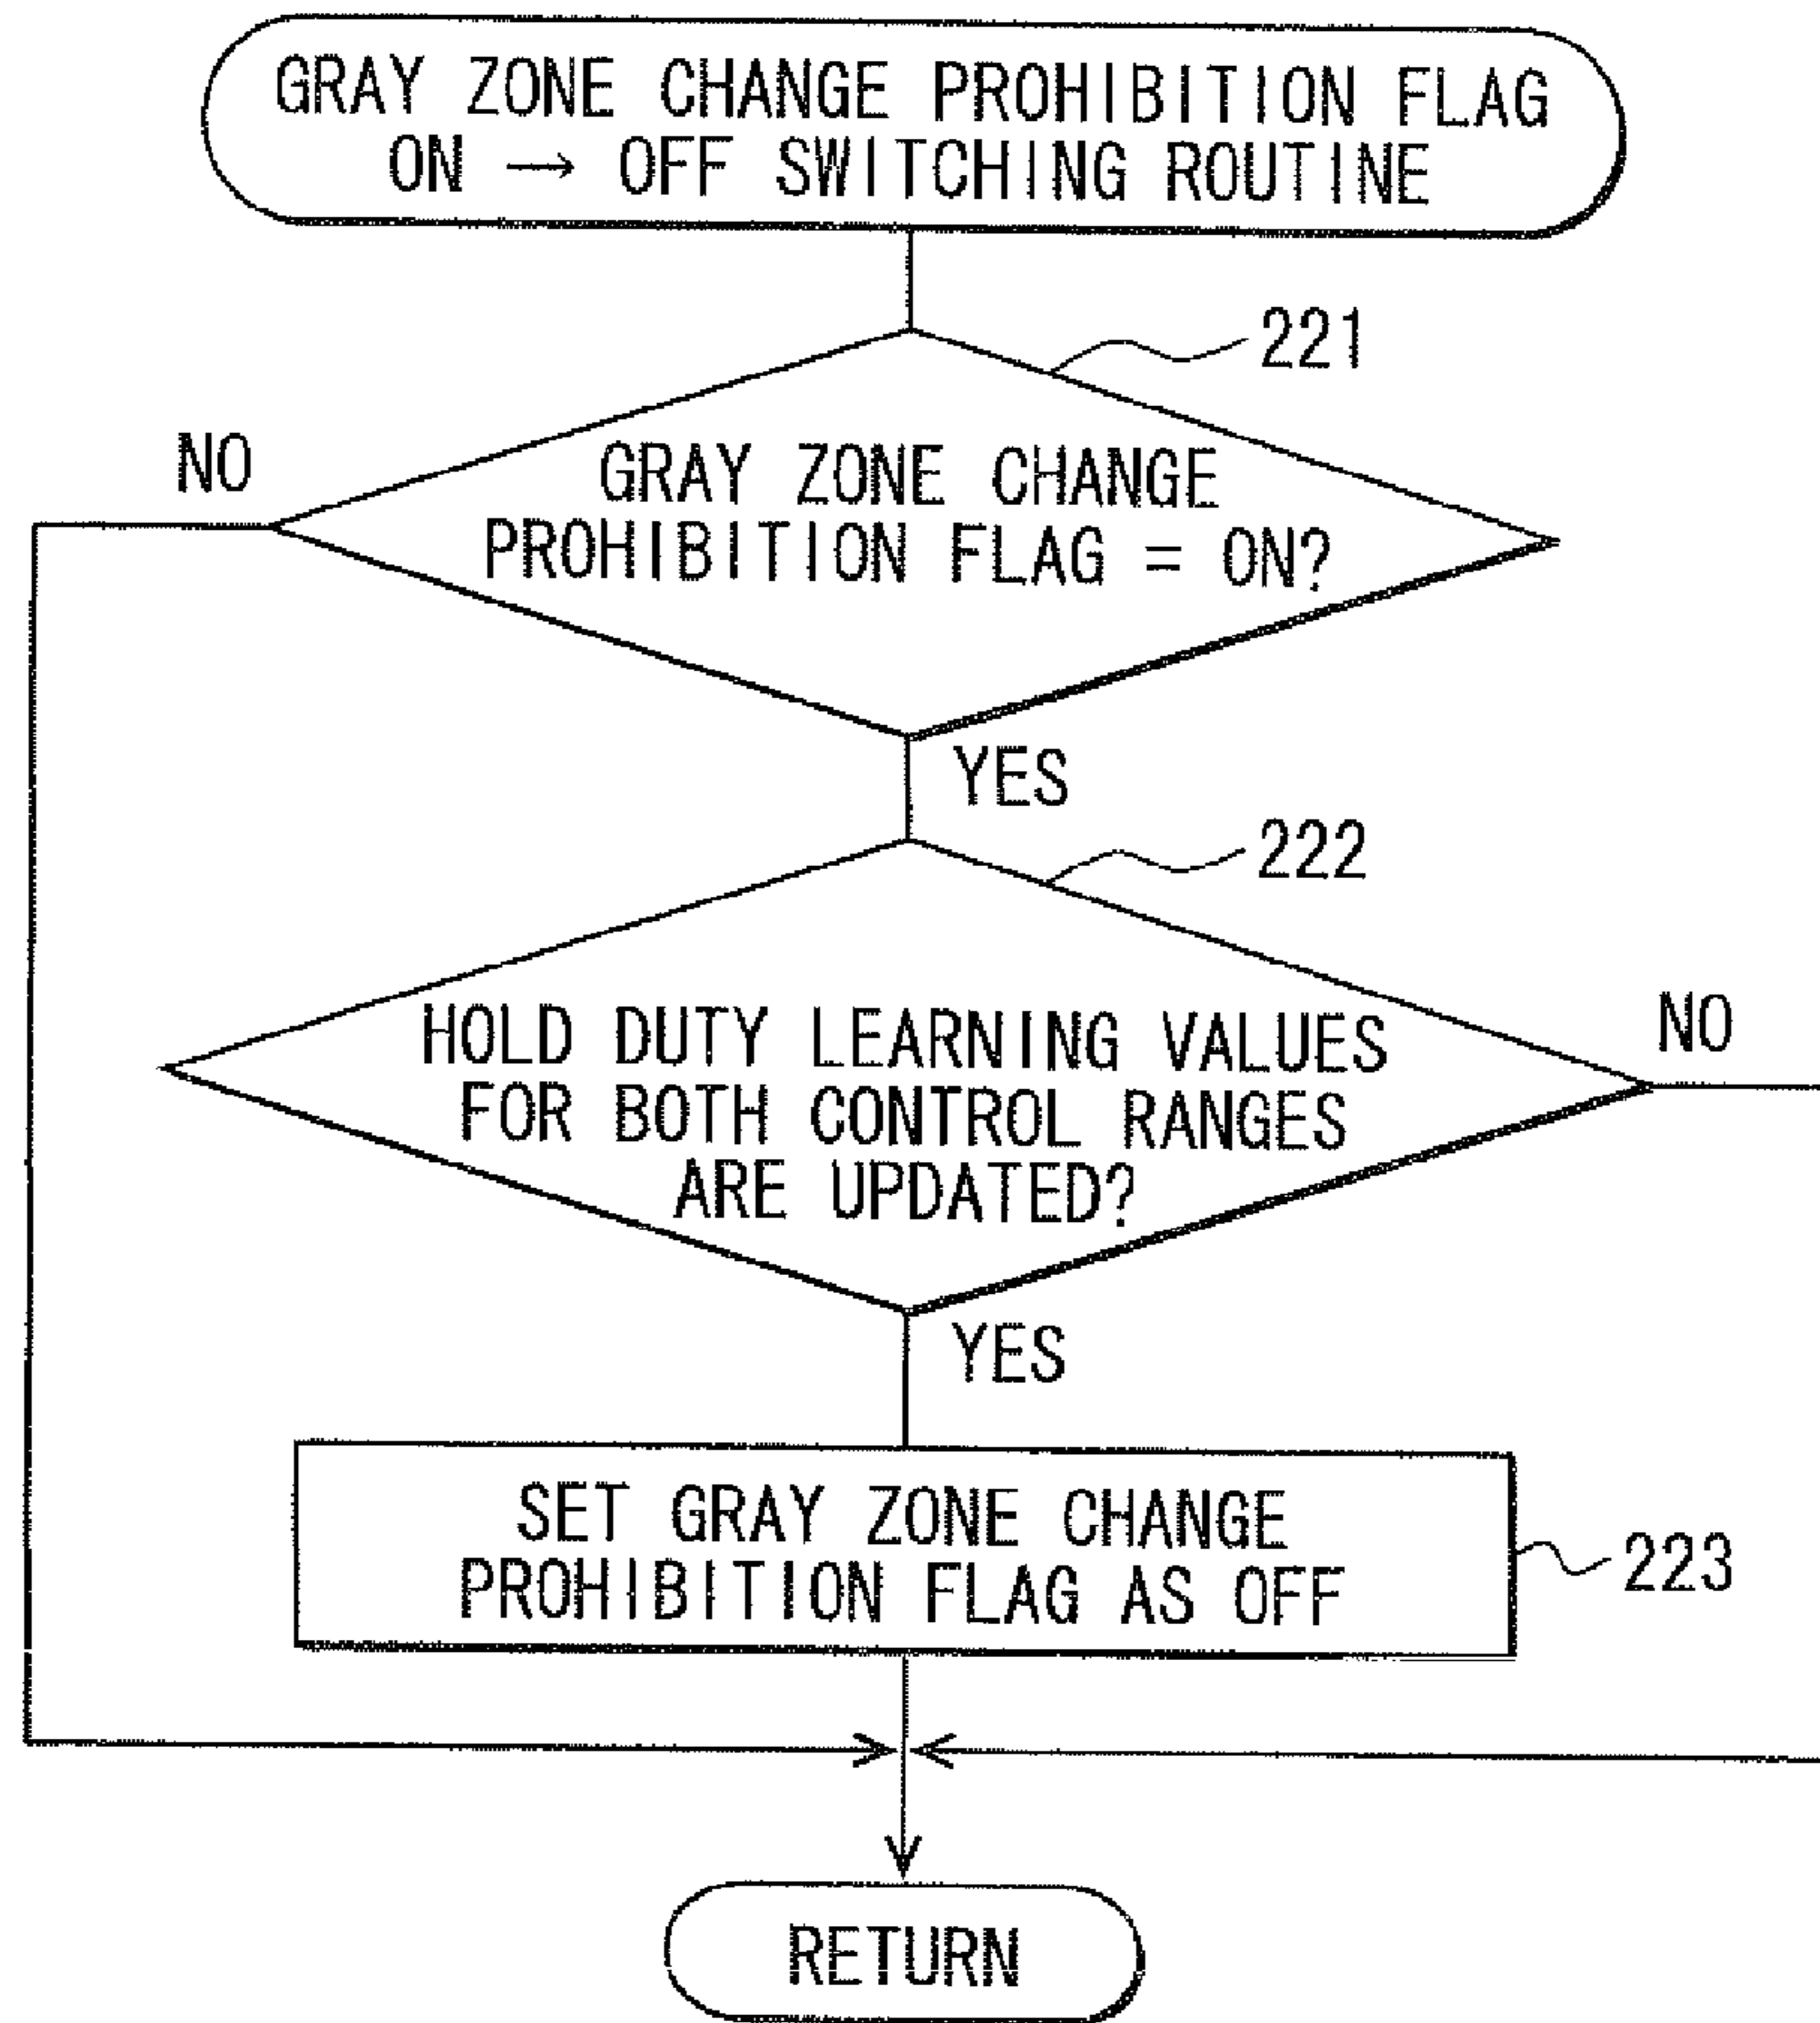 GRAY ZONE CHANGE PROHIBITION FLAG
ON → OFF SWITCHING ROUTINE
221
NO
GRAY ZONE CHANGE
PROHIBITION FLAG = ON?
YES
222
NO
HOLD DUTY LEARNING VALUES
FOR BOTH CONTROL RANGES
ARE UPDATED?
YES
SET GRAY ZONE CHANGE
PROHIBITION FLAG AS OFF
223
RETURN